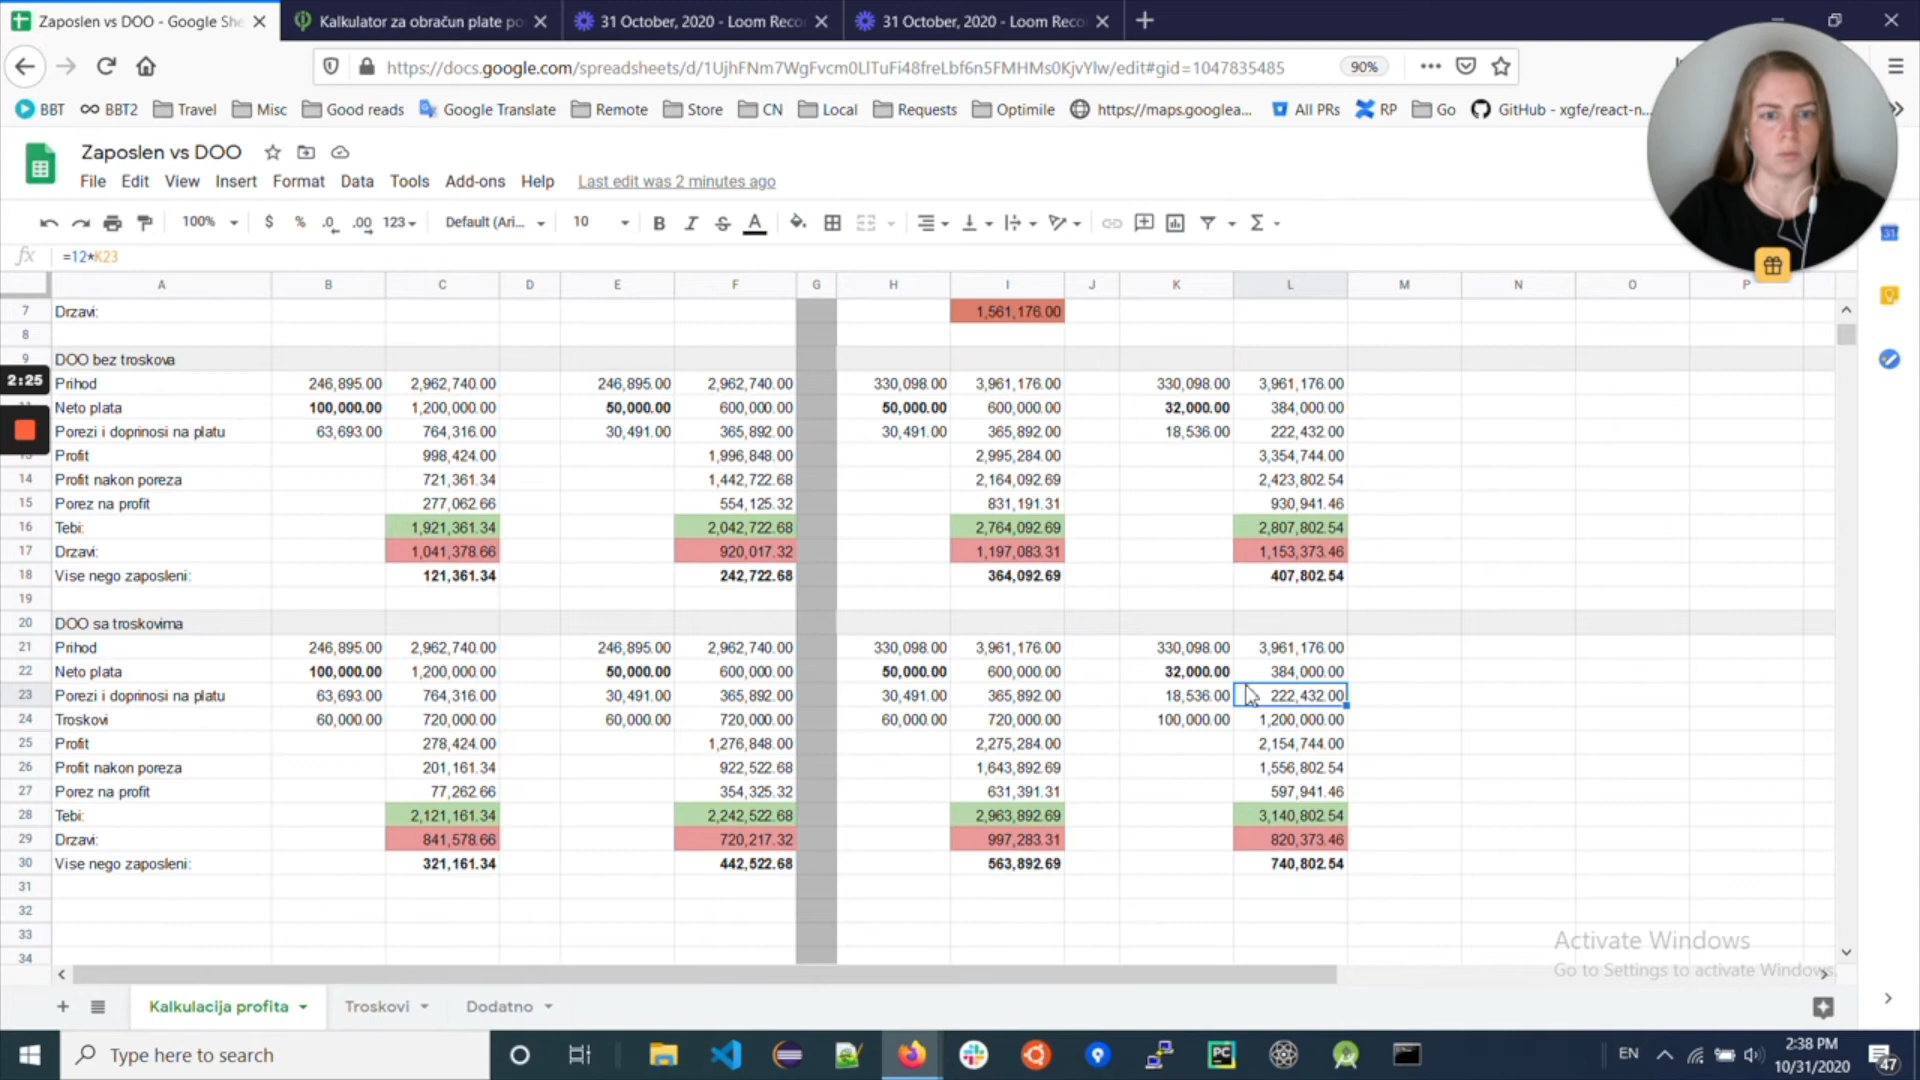 Zaposlen vs DOO - Google She
Kalkulator za obračun plate po
31 October, 2020 - Loom Reco
31 October, 2020 - Loom Reco
https://docs.google.com/spreadsheets/d/1UjhFNm7WgFvcm0LlTuFi48freLbf6n5FMHMs0KjvYlw/edit#gid=1047835485
90%
BBT BBT2 Travel Misc Good reads Google Translate Remote Store CN Local Requests Optimile https://maps.googlea... All PRs RP Go GitHub - xgfe/react-n...
Zaposlen vs DOO
File Edit View Insert Format Data Tools Add-ons Help Last edit was 2 minutes ago
100% $ % .0 .00 123 Default (Ari... 10 B I S A
fx =12*K23
31
A B C D E F G H I J K L M N O P
7 Drzavi: 1,561,176.00
8
9 DOO bez troskova
2:25
Prihod 246,895.00 2,962,740.00 246,895.00 2,962,740.00 330,098.00 3,961,176.00 330,098.00 3,961,176.00
Neto plata 100,000.00 1,200,000.00 50,000.00 600,000.00 50,000.00 600,000.00 32,000.00 384,000.00
Porezi i doprinosi na platu 63,693.00 764,316.00 30,491.00 365,892.00 30,491.00 365,892.00 18,536.00 222,432.00
Profit 998,424.00 1,996,848.00 2,995,284.00 3,354,744.00
14 Profit nakon poreza 721,361.34 1,442,722.68 2,164,092.69 2,423,802.54
15 Porez na profit 277,062.66 554,125.32 831,191.31 930,941.46
16 Tebi: 1,921,361.34 2,042,722.68 2,764,092.69 2,807,802.54
17 Drzavi: 1,041,378.66 920,017.32 1,197,083.31 1,153,373.46
18 Vise nego zaposleni: 121,361.34 242,722.68 364,092.69 407,802.54
19
20 DOO sa troskovima
21 Prihod 246,895.00 2,962,740.00 246,895.00 2,962,740.00 330,098.00 3,961,176.00 330,098.00 3,961,176.00
22 Neto plata 100,000.00 1,200,000.00 50,000.00 600,000.00 50,000.00 600,000.00 32,000.00 384,000.00
23 Porezi i doprinosi na platu 63,693.00 764,316.00 30,491.00 365,892.00 30,491.00 365,892.00 18,536.00 222,432.00
24 Troskovi 60,000.00 720,000.00 60,000.00 720,000.00 60,000.00 720,000.00 100,000.00 1,200,000.00
25 Profit 278,424.00 1,276,848.00 2,275,284.00 2,154,744.00
26 Profit nakon poreza 201,161.34 922,522.68 1,643,892.69 1,556,802.54
27 Porez na profit 77,262.66 354,325.32 631,391.31 597,941.46
28 Tebi: 2,121,161.34 2,242,522.68 2,963,892.69 3,140,802.54
29 Drzavi: 841,578.66 720,217.32 997,283.31 820,373.46
30 Vise nego zaposleni: 321,161.34 442,522.68 563,892.69 740,802.54
31
32
33
34
Activate Windows
Go to Settings to activate Windows.
Kalkulacija profita Troskovi Dodatno
Type here to search
PC
EN
2:38 PM
10/31/2020
47